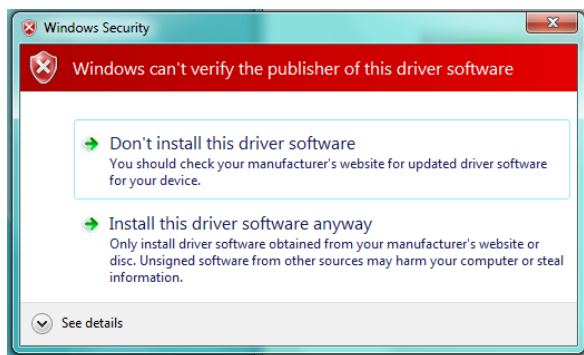 Windows Security
Windows can't verify the publisher of this driver software
Don't install this driver software
You should check your manufacturer's website for updated driver software
for your device.
Install this driver software anyway
Only install driver software obtained from your manufacturer's website or
disc. Unsigned software from other sources may harm your computer or steal
information.
See details